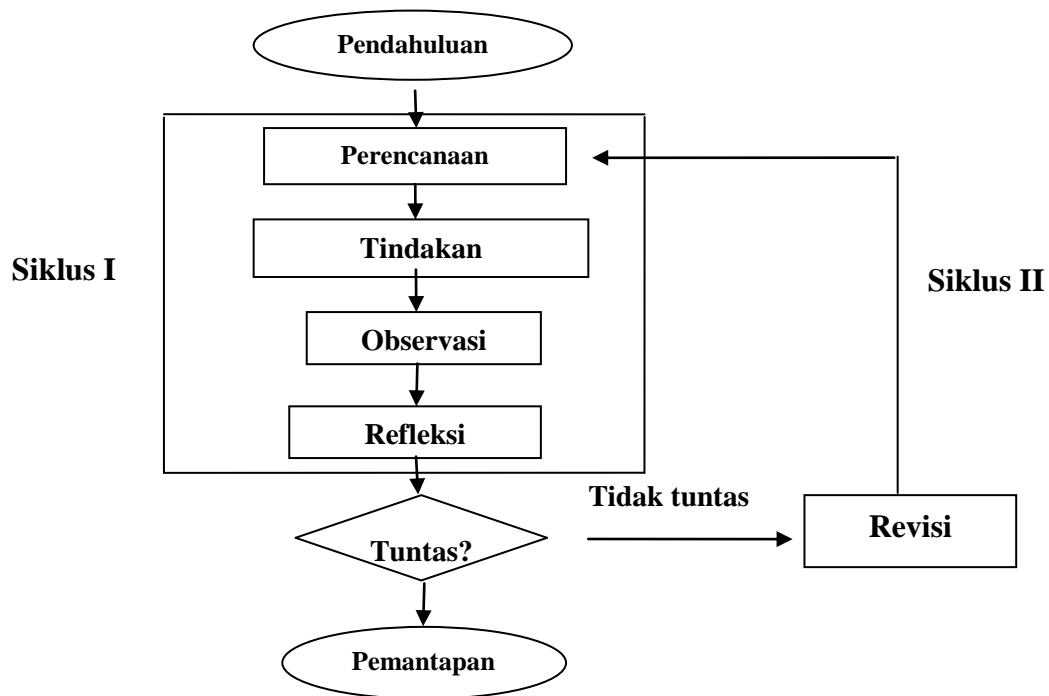 Pendahuluan
Perencanaan
Tindakan
Siklus I
Siklus II
Observasi
Refleksi
Tidak tuntas
Revisi
Tuntas?
Pemantapan